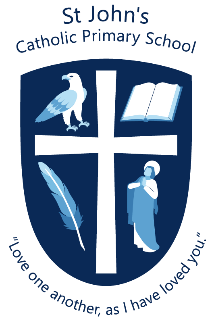 St John's
Catholic Primary School
“Love one another, as I have loved you.”